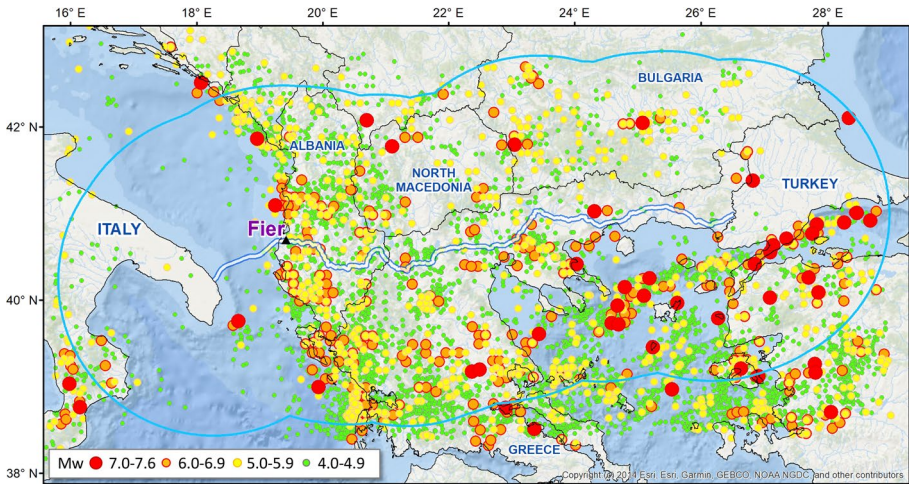 16° E
18° E
20° E
22° E
24° E
26° E
28° E
BULGARIA
42° N
ALBANIA
NORTH
MACEDONIA
TURKEY
ITALY
Fier
40° N
GREECE
Mw 7.0-7.6 6.0-6.9 5.0-5.9 4.0-4.9
Copyright (c) 2014 Esri, Esri, Garmin, GEBCO, NOAA NGDC, and other contributors
38° N